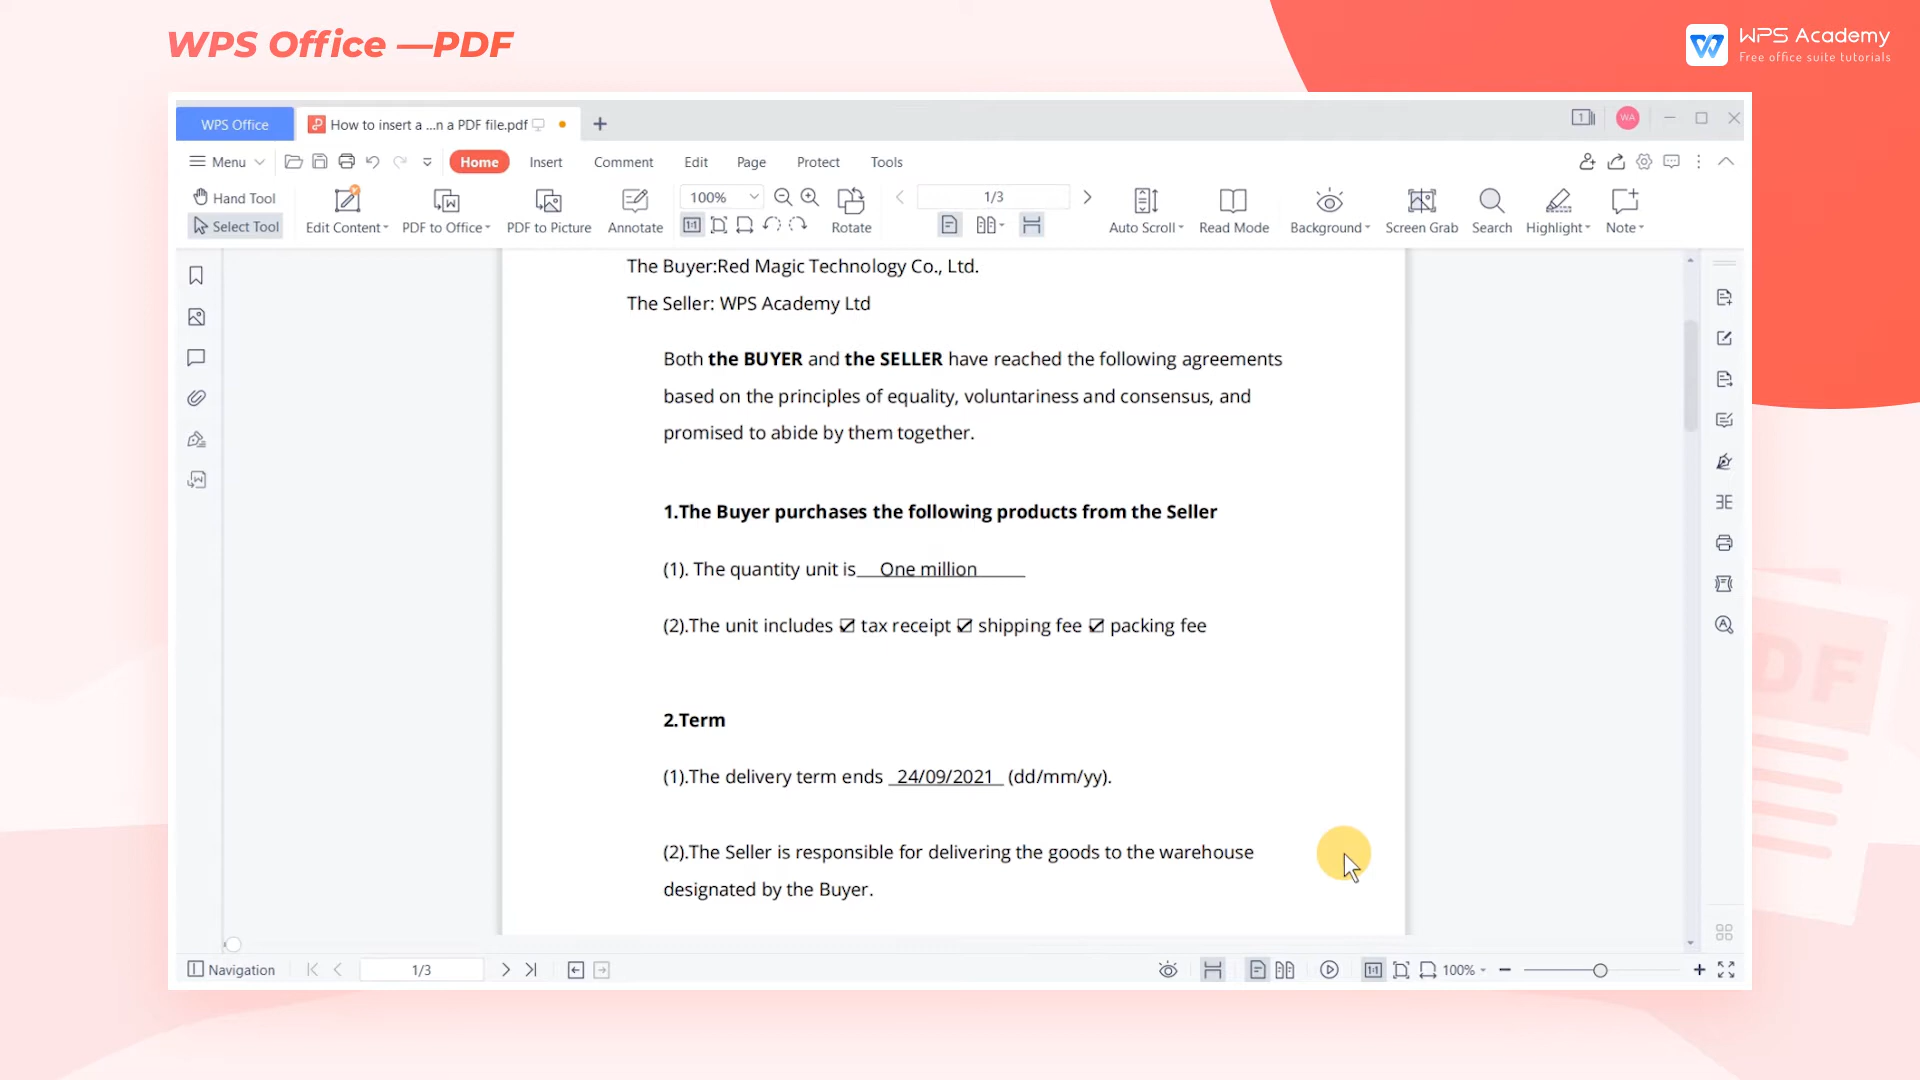 WPS Office —PDF
WPS Academy
Free office suite tutorials
WPS Office
How to insert a ...n a PDF file.pdf
WA
Menu
Home
Insert
Comment
Edit
Page
Protect
Tools
Hand Tool
Select Tool
Edit Content
PDF to Office
PDF to Picture
Annotate
100%
Rotate
1/3
Auto Scroll
Read Mode
Background
Screen Grab
Search
Highlight
Note
The Buyer:Red Magic Technology Co., Ltd.
The Seller: WPS Academy Ltd
Both the BUYER and the SELLER have reached the following agreements
based on the principles of equality, voluntariness and consensus, and
promised to abide by them together.
1.The Buyer purchases the following products from the Seller
(1). The quantity unit is One million
(2).The unit includes ☑ tax receipt ☑ shipping fee ☑ packing fee
2.Term
(1).The delivery term ends 24/09/2021 (dd/mm/yy).
(2).The Seller is responsible for delivering the goods to the warehouse
designated by the Buyer.
PDF
Navigation
1/3
100%